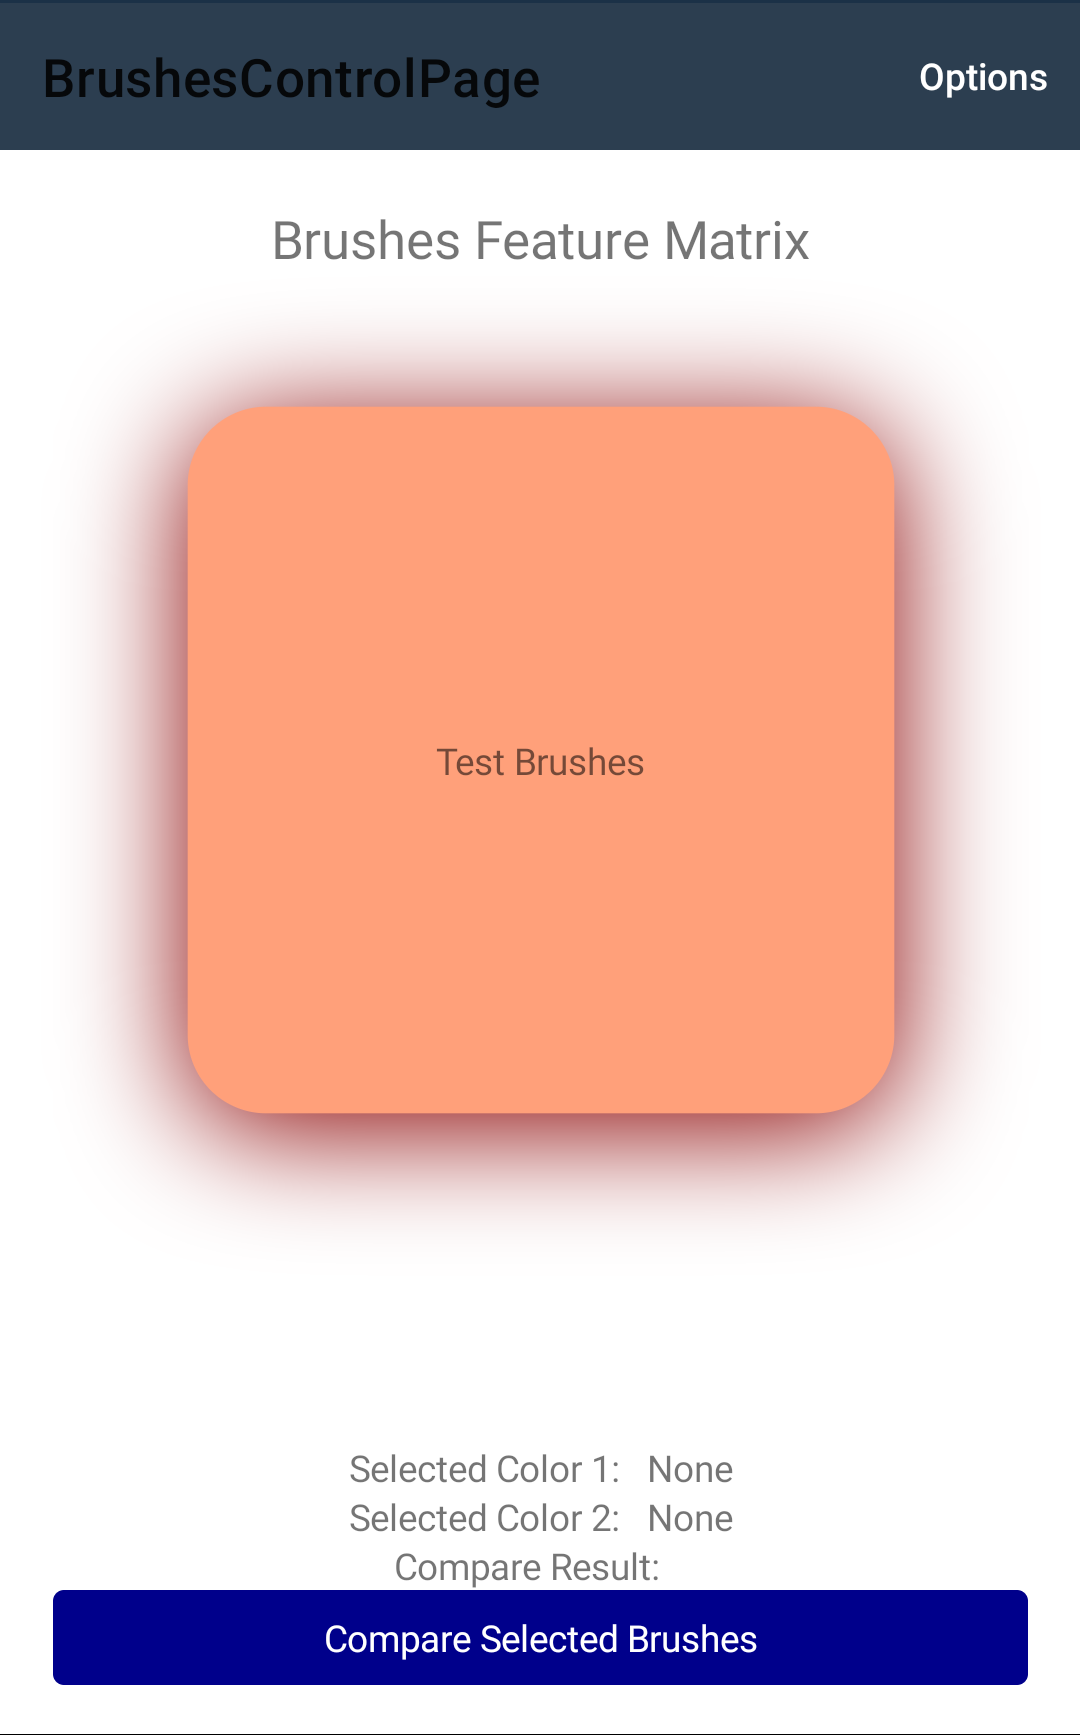 BrushesControlPage
Options
Brushes Feature Matrix
Test Brushes
Selected Color 1: None
Selected Color 2: None
Compare Result:
Compare Selected Brushes